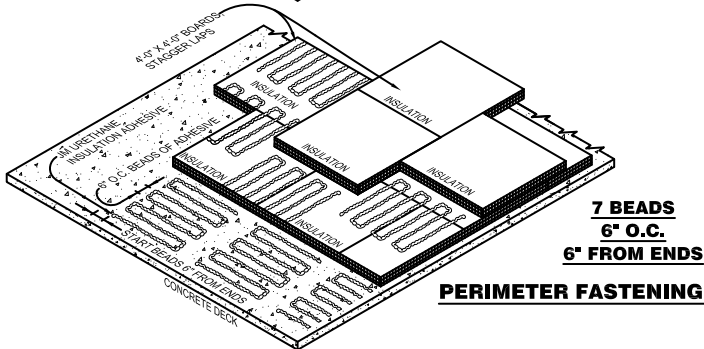 4'-0" X 4'-0" BOARDS,
STAGGER LAPS
JM URETHANE
INSULATION ADHESIVE
6" O.C. BEADS OF ADHESIVE
INSULATION
INSULATION
INSULATION
INSULATION
INSULATION
INSULATION
START BEADS 6" FROM ENDS
CONCRETE DECK
7 BEADS
6" O.C.
6" FROM ENDS
PERIMETER FASTENING